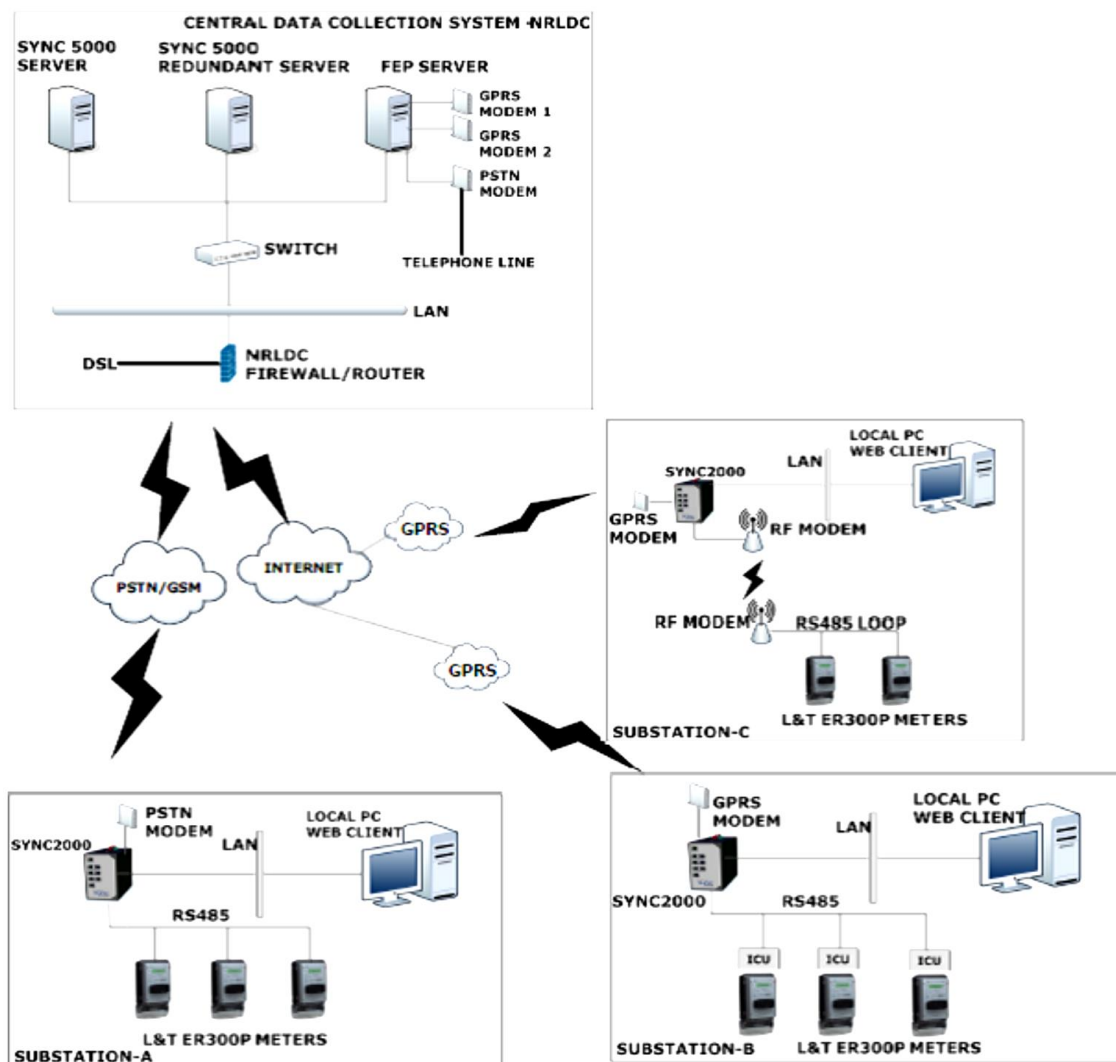 CENTRAL DATA COLLECTION SYSTEM-NRLDC
SYNC 5000
SERVER
SYNC 5000
REDUNDANT SERVER
FEP SERVER
GPRS
MODEM 1
GPRS
MODEM 2
PSTN
MODEM
SWITCH
TELEPHONE LINE
LAN
DSL
NRLDC
FIREWALL/ROUTER
PSTN/GSM
INTERNET
GPRS
GPRS
LOCAL PC
WEB CLIENT
LAN
SYNC2000
GPRS
MODEM
RF MODEM
RF MODEM
RS485 LOOP
L&T ER300P METERS
SUBSTATION-C
PSTN
MODEM
LOCAL PC
WEB CLIENT
SYNC2000
LAN
RS485
L&T ER300P METERS
SUBSTATION-A
GPRS
MODEM
LOCAL PC
WEB CLIENT
LAN
SYNC2000
RS485
ICU
ICU
ICU
L&T ER300P METERS
SUBSTATION-B